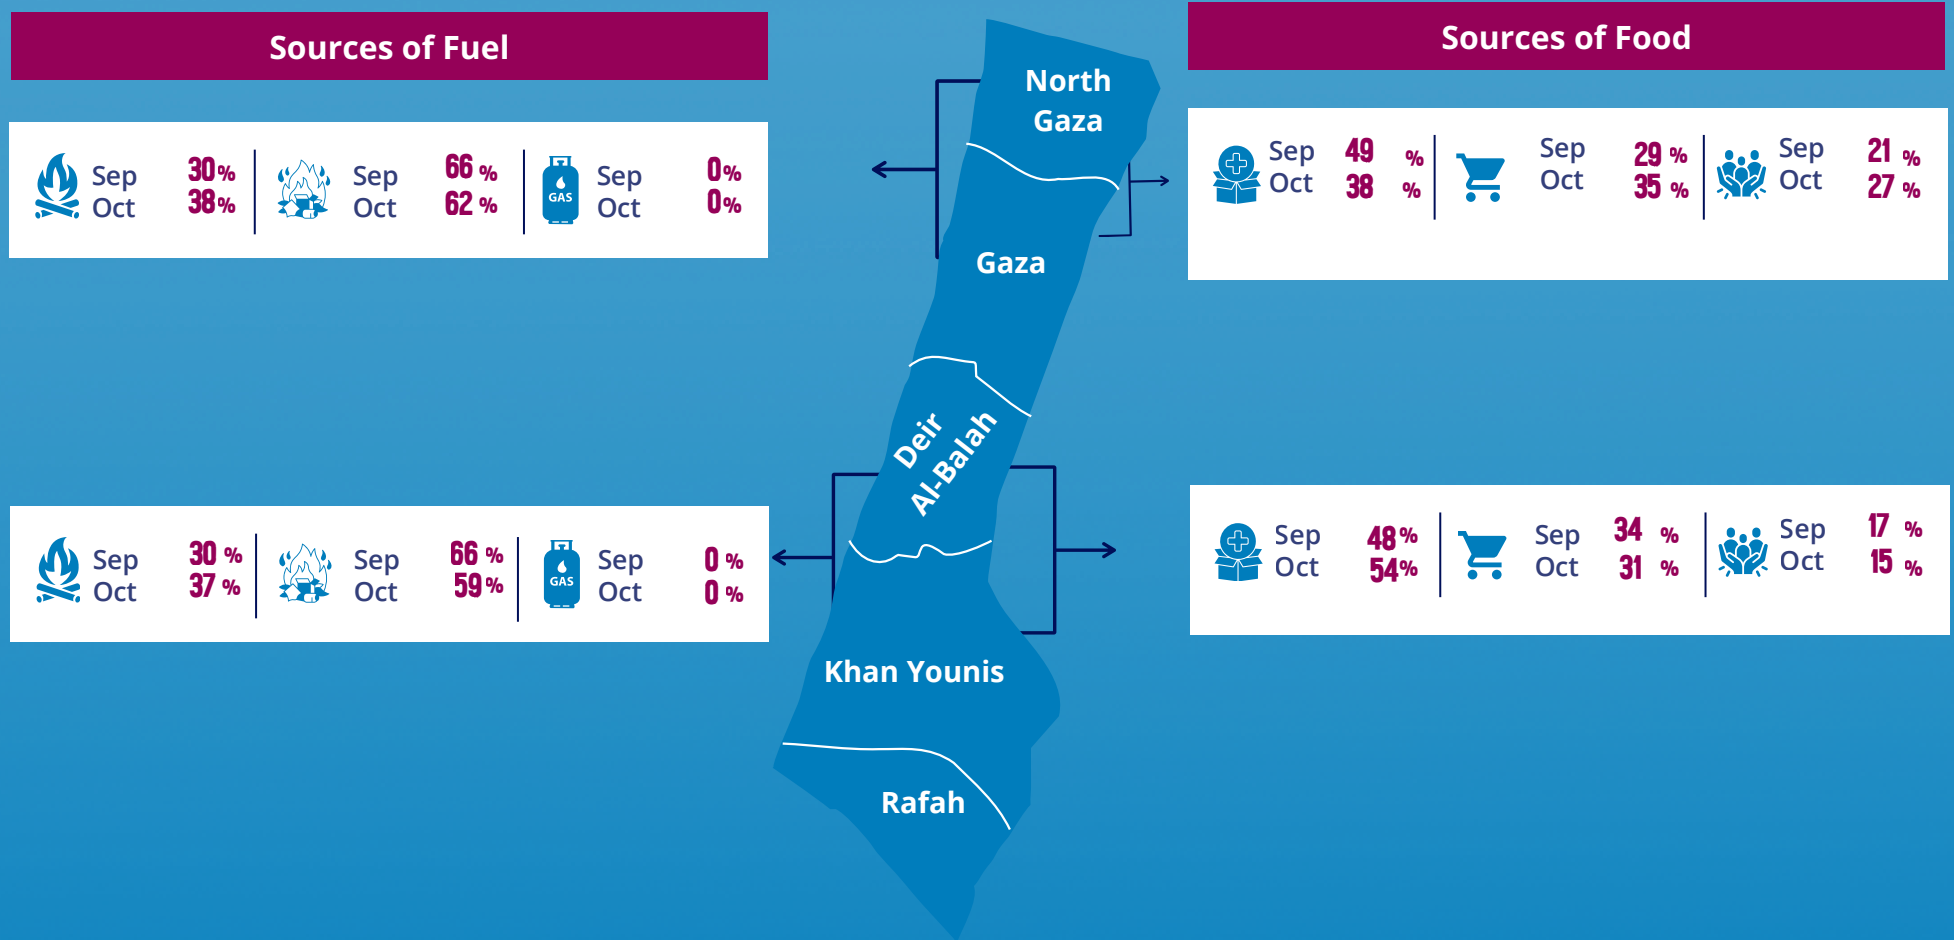 Sources of Fuel
Sources of Food
North
Gaza
Sep 30%
Oct 38%
Sep 66 %
Oct 62 %
GAS
Sep 0%
Oct 0%
Sep 49 %
Oct 38 %
Sep 29 %
Oct 35 %
Sep 21 %
Oct 27 %
Gaza
Deir
Al-Balah
Sep 30 %
Oct 37 %
Sep 66 %
Oct 59%
GAS
Sep 0 %
Oct 0 %
Sep 48%
Oct 54%
Sep 34 %
Oct 31 %
Sep 17 %
Oct 15 %
Khan Younis
Rafah